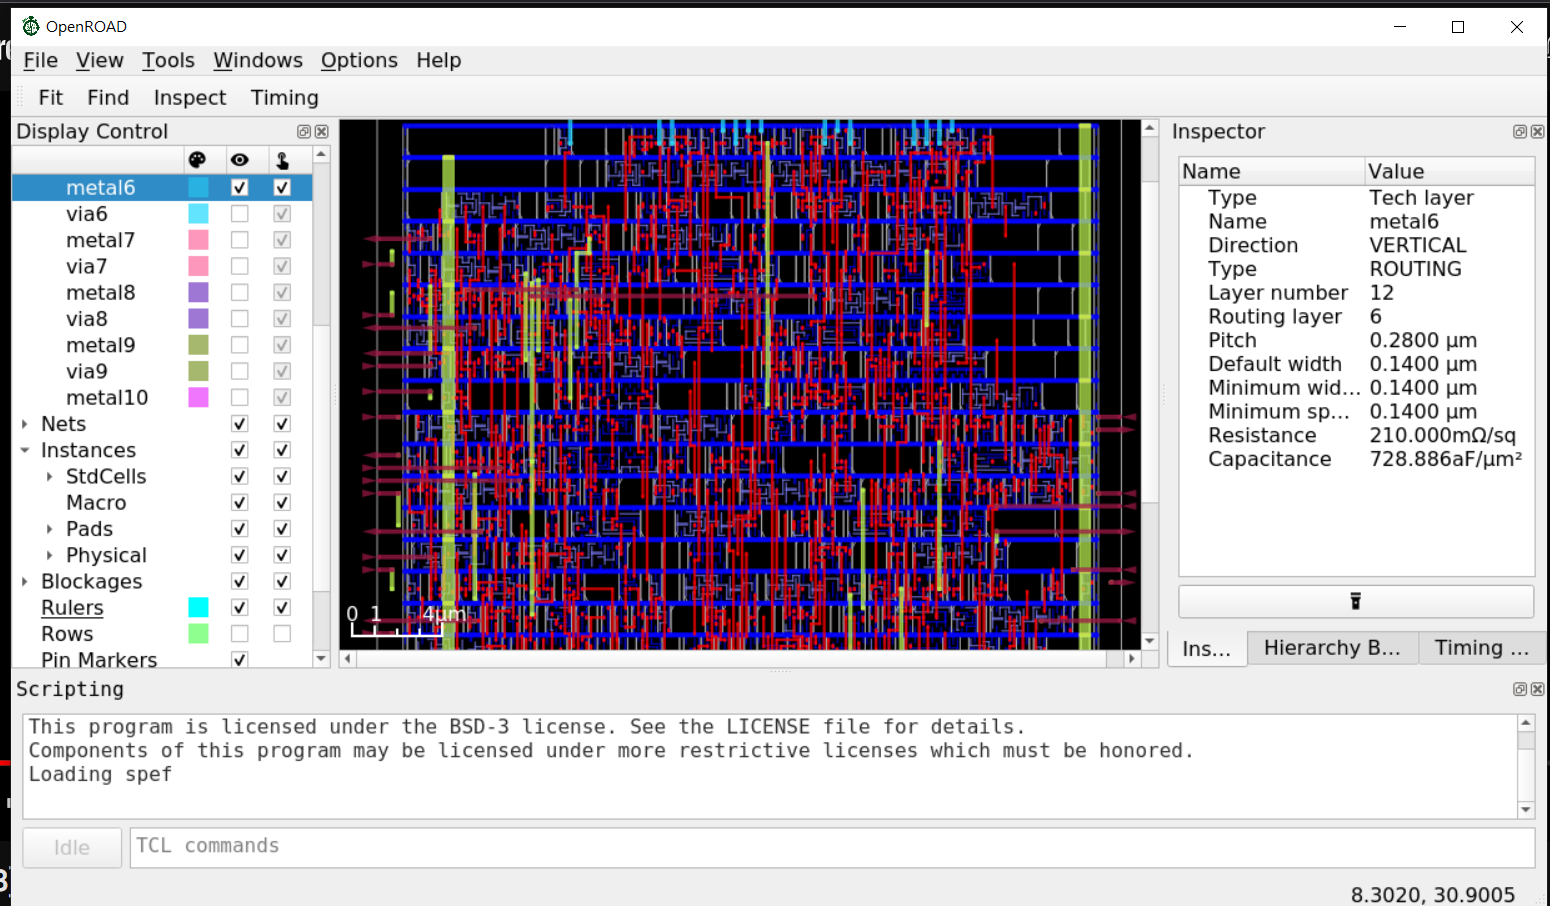 OpenROAD
File View Tools Windows Options Help
Fit Find Inspect Timing
Display Control
metal6
via6
metal7
via7
metal8
via8
metal9
via9
metal10
Nets
Instances
StdCells
Macro
Pads
Physical
Blockages
Rulers
Rows
Pin Markers
0 1 4μm
Inspector
Name Value
Type Tech layer
Name metal6
Direction VERTICAL
Type ROUTING
Layer number 12
Routing layer 6
Pitch 0.2800 μm
Default width 0.1400 μm
Minimum wid... 0.1400 μm
Minimum sp... 0.1400 μm
Resistance 210.000mΩ/sq
Capacitance 728.886aF/μm²
Ins... Hierarchy B... Timing ...
Scripting
This program is licensed under the BSD-3 license. See the LICENSE file for details.
Components of this program may be licensed under more restrictive licenses which must be honored.
Loading spef
Idle
TCL commands
8.3020, 30.9005